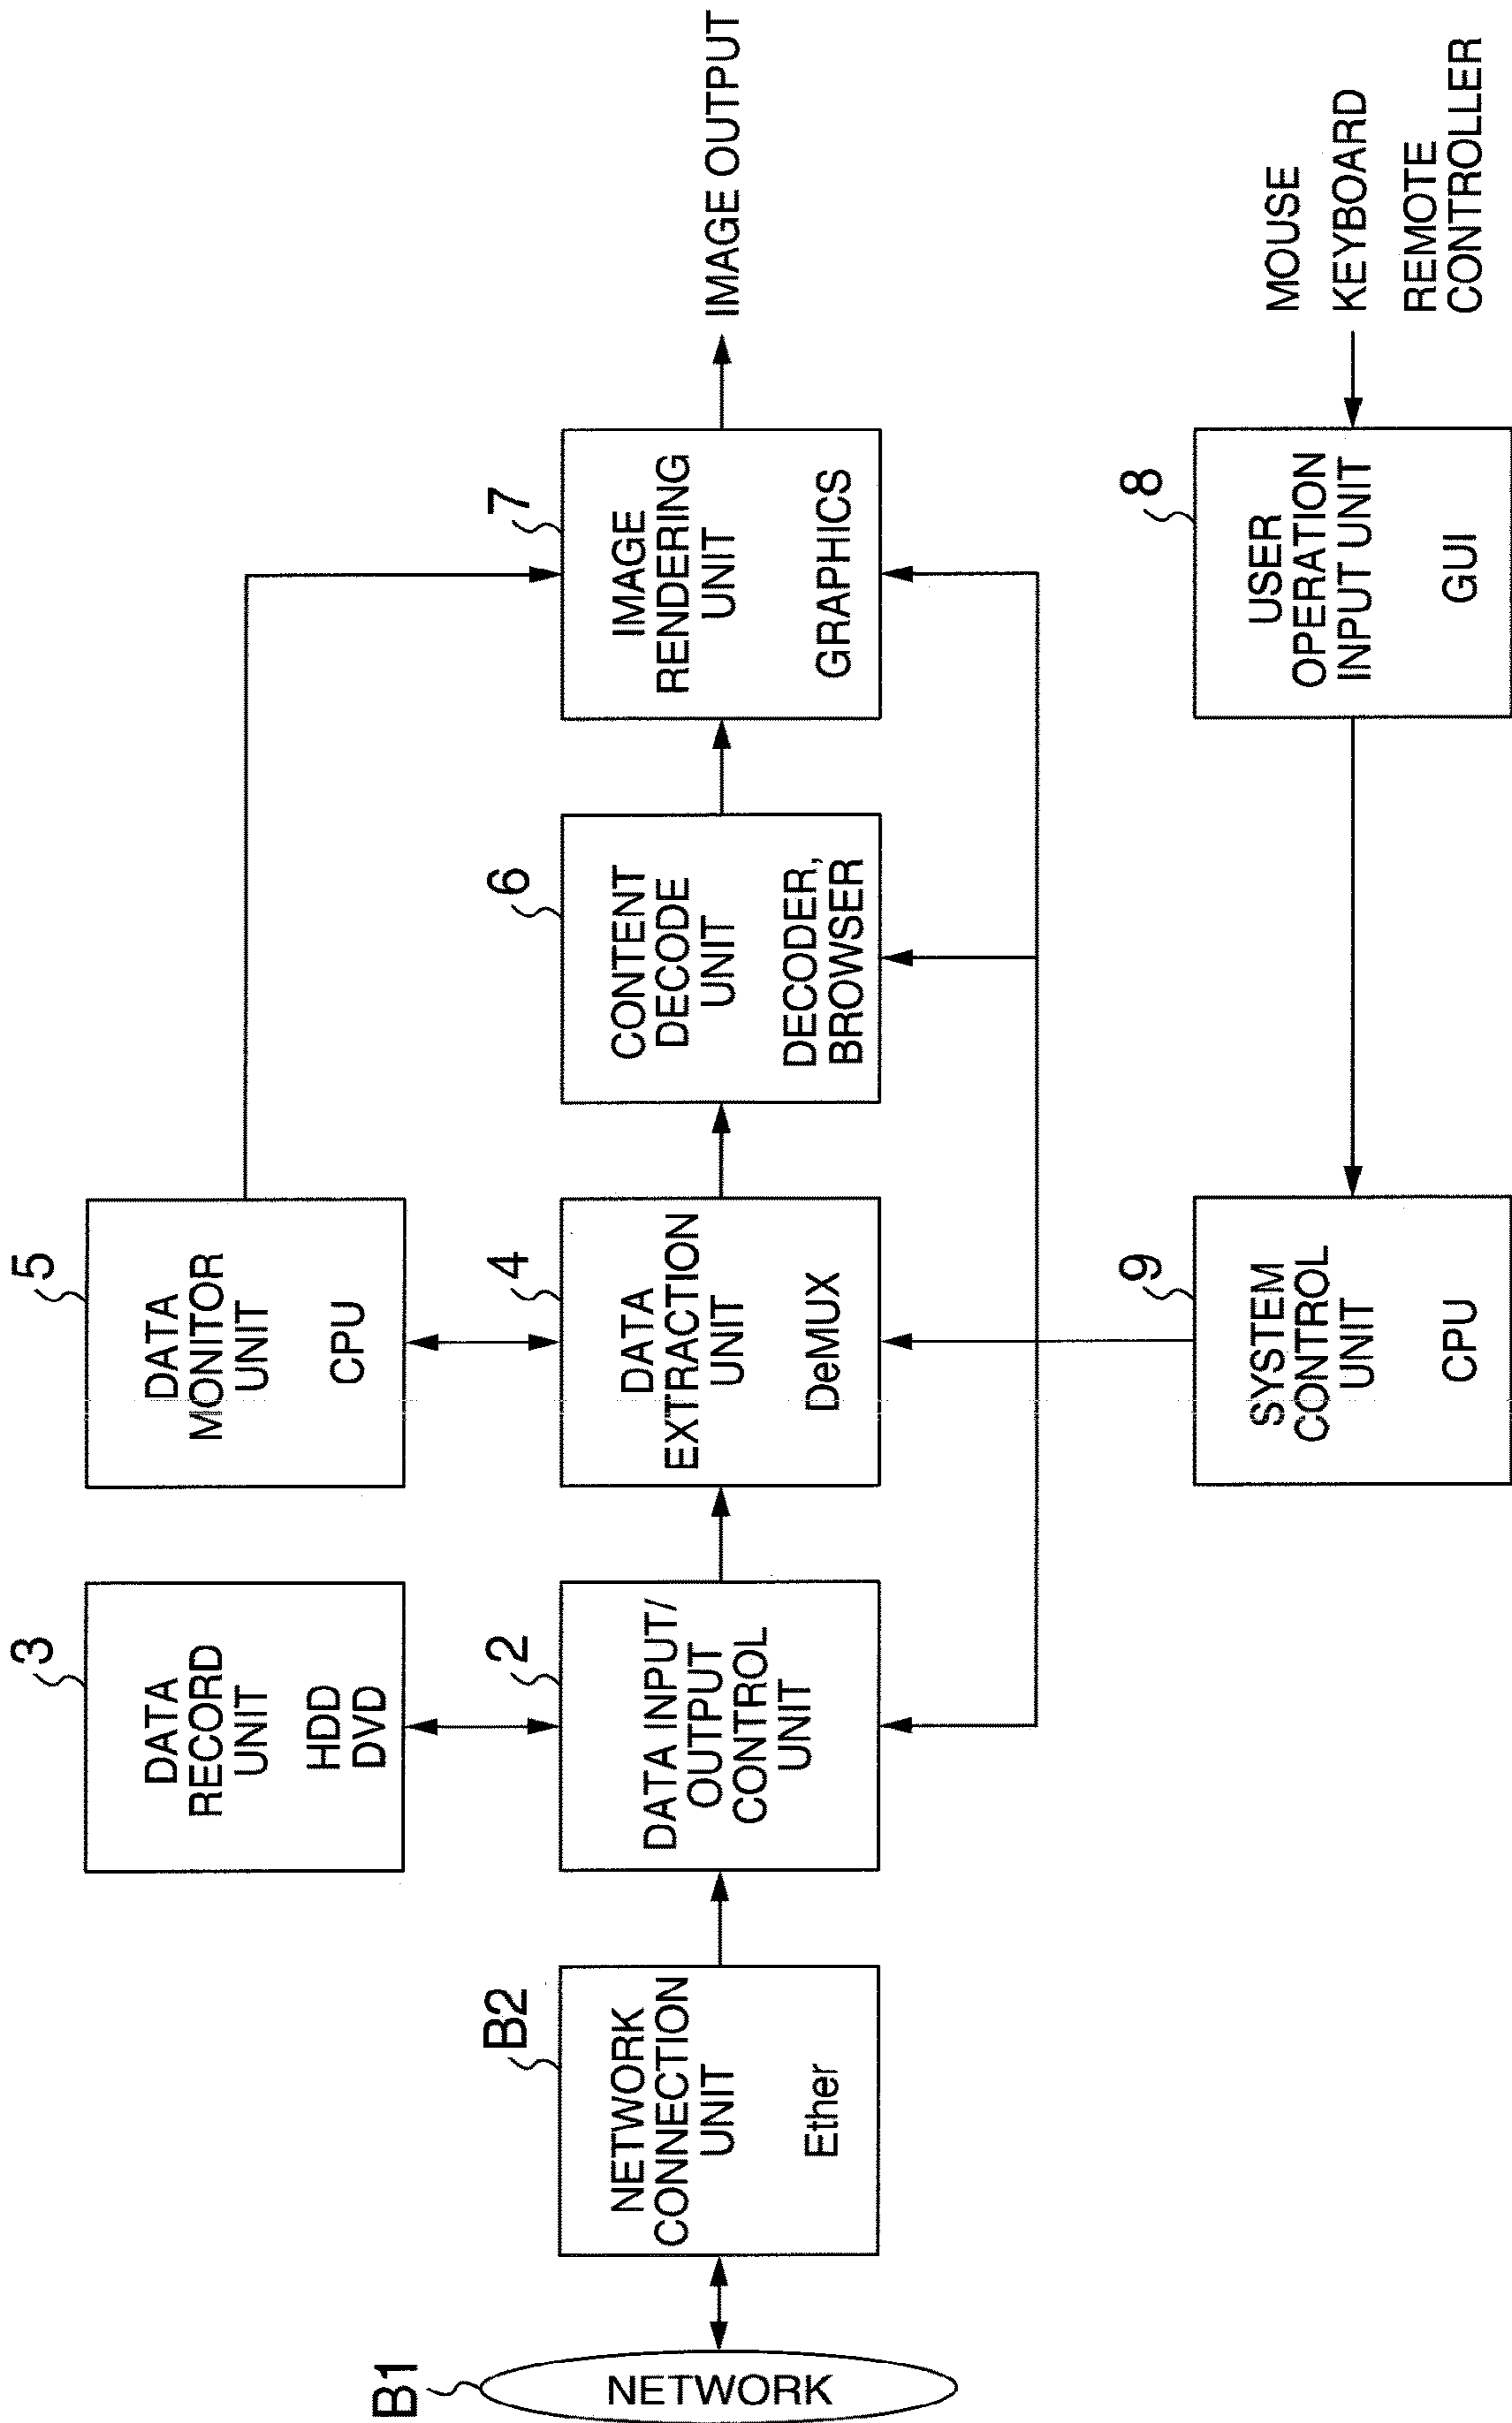 3
DATA
RECORD
UNIT
HDD
DVD
5
DATA
MONITOR
UNIT
CPU
B1
NETWORK
B2
NETWORK
CONNECTION
UNIT
Ether
2
DATA INPUT/
OUTPUT
CONTROL
UNIT
4
DATA
EXTRACTION
UNIT
DeMUX
6
CONTENT
DECODE
UNIT
DECODER,
BROWSER
7
IMAGE
RENDERING
UNIT
GRAPHICS
IMAGE OUTPUT
9
SYSTEM
CONTROL
UNIT
CPU
8
USER
OPERATION
INPUT UNIT
GUI
MOUSE
KEYBOARD
REMOTE
CONTROLLER